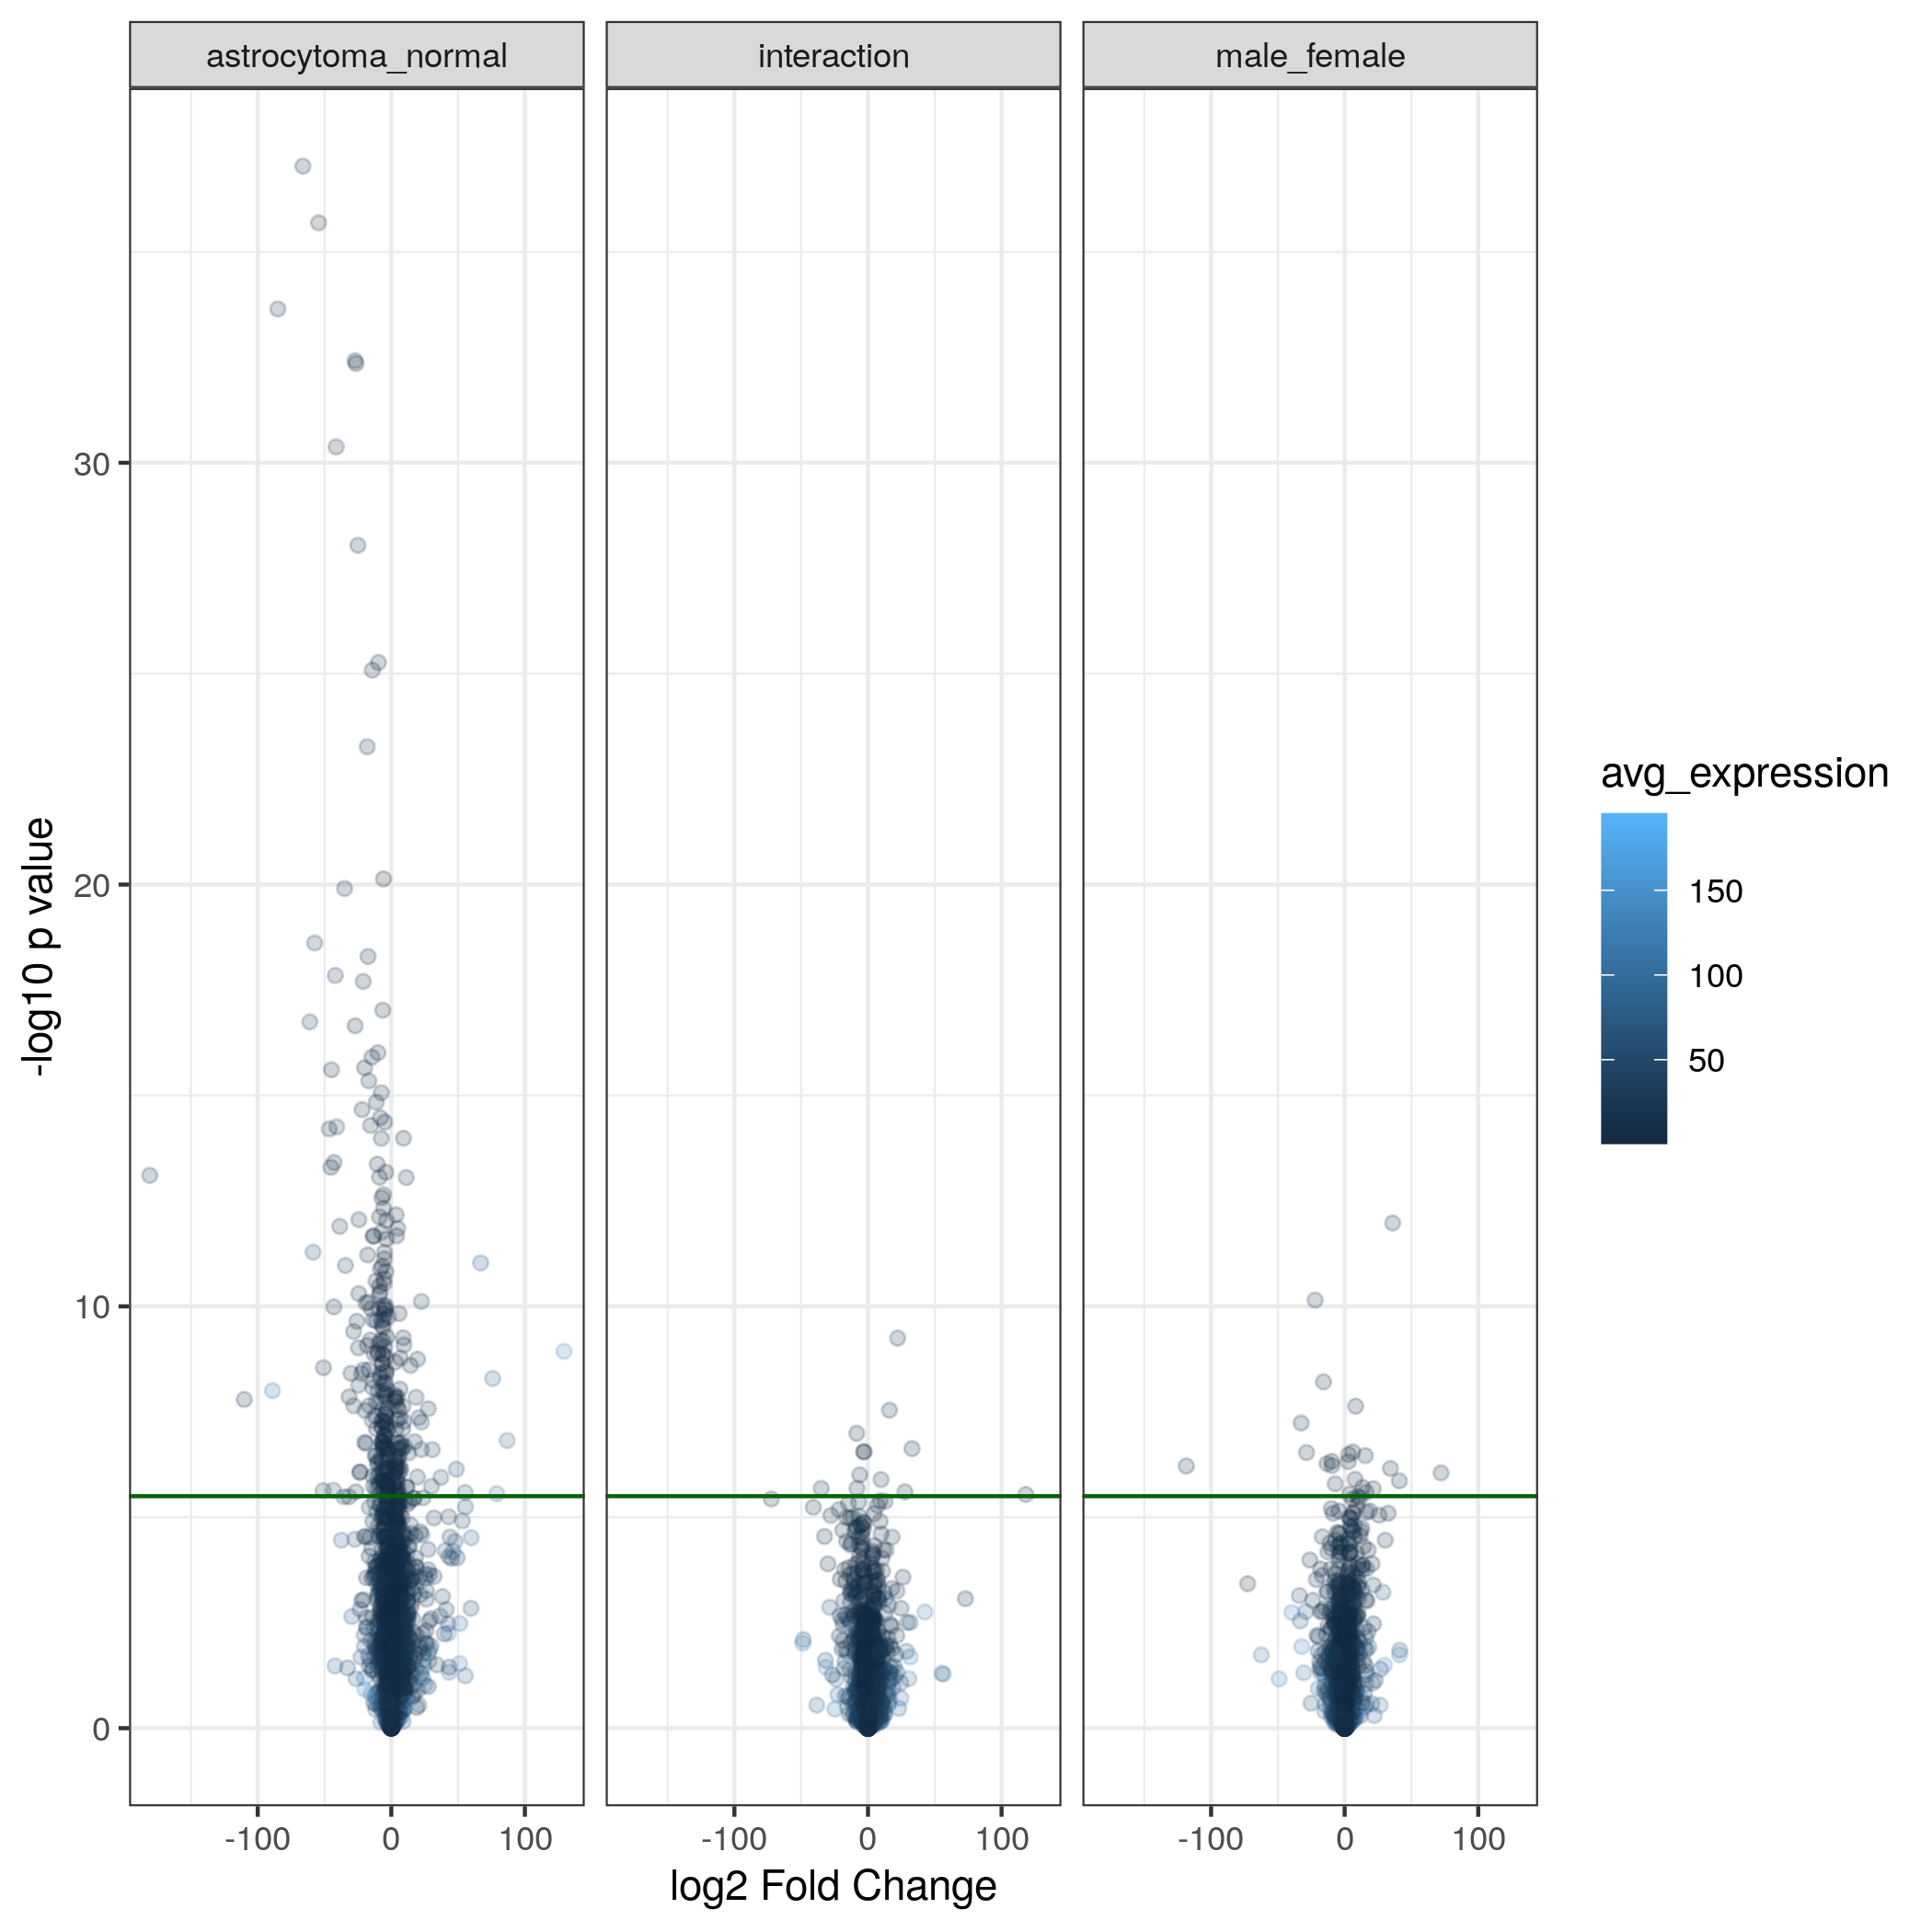 astrocytoma_normal
interaction
male_female
-log10 p value
30
20
10
0
-100 0 100
-100 0 100
-100 0 100
log2 Fold Change
avg_expression
150
100
50